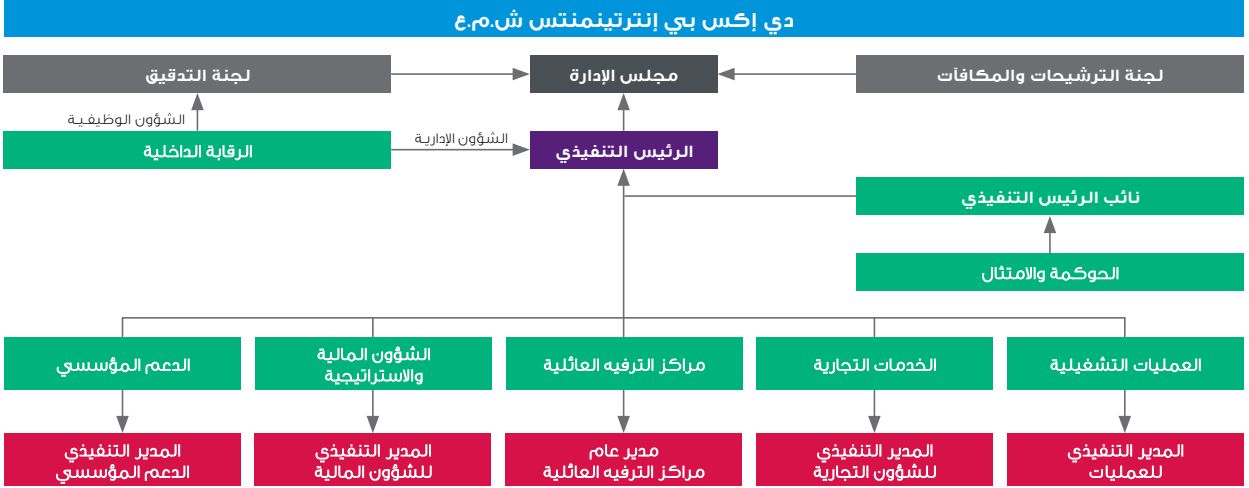 دي إكس بي إنترتينمنتس ش.م.ع
لجنة الترشيحات والمكافآت
مجلس الإدارة
لجنة التدقيق
الشؤون الوظيفية
الشؤون الإدارية
الرئيس التنفيذي
الرقابة الداخلية
نائب الرئيس التنفيذي
الحوكمة والامتثال
العمليات التشغيلية
الخدمات التجارية
مراكز الترفيه العائلية
الشؤون المالية
والاستراتيجية
الدعم المؤسسي
المدير التنفيذي
للعمليات
المدير التنفيذي
للشؤون التجارية
مدير عام
مراكز الترفيه العائلية
المدير التنفيذي
للشؤون المالية
المدير التنفيذي
الدعم المؤسسي